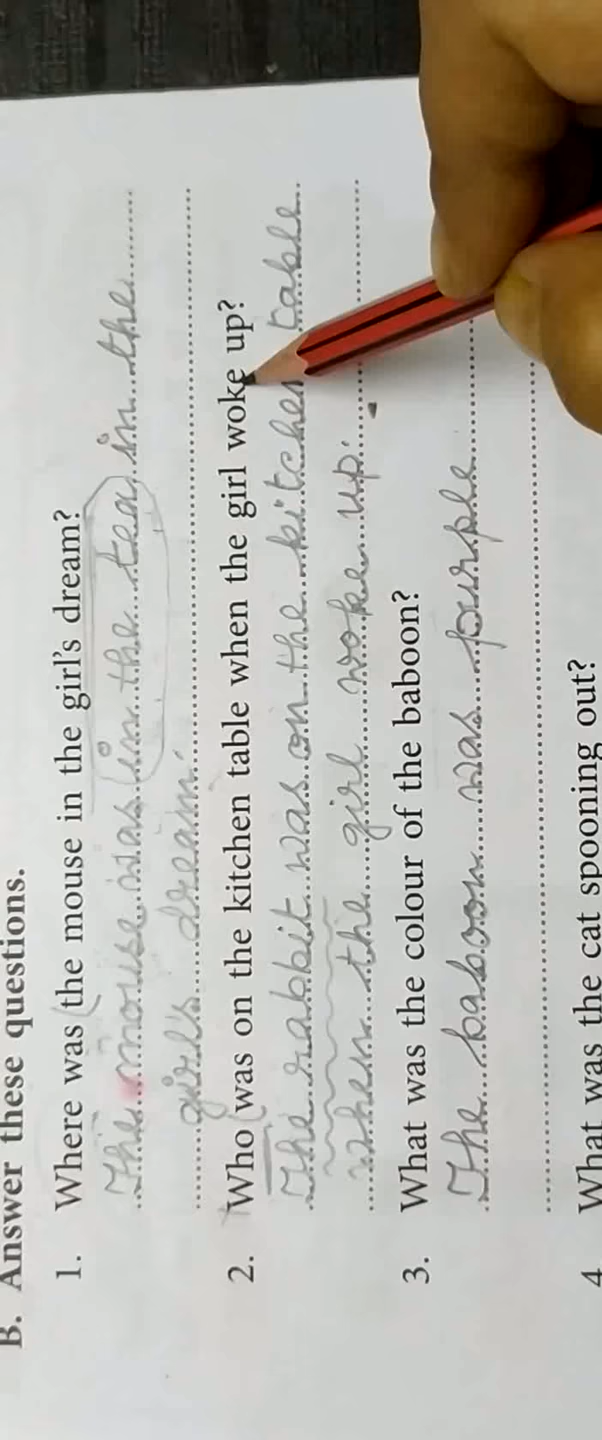 B. Answer these questions.
1. Where was the mouse in the girl's dream?
The mouse was in the tea in the
girl's dream.
2. Who was on the kitchen table when the girl woke up?
The rabbit was on the kitchen table
when the girl woke up.
3. What was the colour of the baboon?
The baboon was purple
4. What was the cat spooning out?